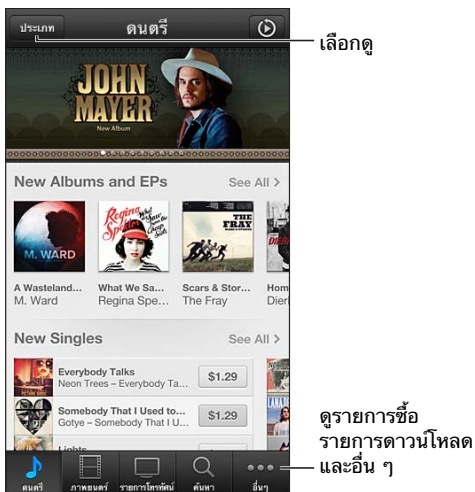 ประเภท
ดนตรี
เลือกดู
JOHN
MAYER
New Album
New Albums and EPs
See All >
M. WARD
Regina
THE
FRAY
A Wasteland...
What We Sa...
Scars & Stor...
Hom
M. Ward
Regina Spe...
The Fray
Dierl
New Singles
See All >
Everybody Talks
Neon Trees – Everybody Ta...
$1.29
Somebody That I Used to...
Gotye – Somebody That I U...
$1.29
Lights
ดูรายการซื้อ
รายการดาวน์โหลด
และอื่น ๆ
ดนตรี
ภาพยนตร์
รายการโทรทัศน์
ค้นหา
อื่นๆ